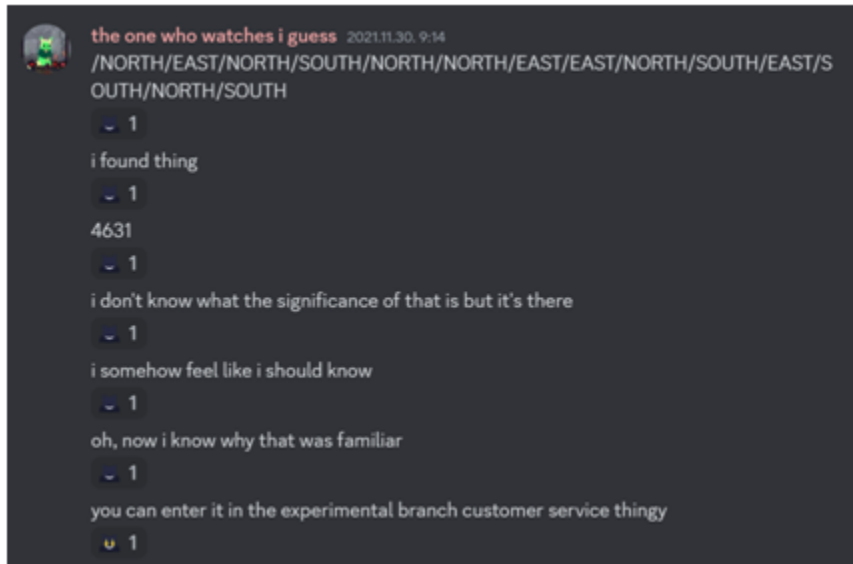 the one who watches i guess 2021.11.30. 9:14
/NORTH/EAST/NORTH/SOUTH/NORTH/NORTH/EAST/EAST/NORTH/SOUTH/EAST/S
OUTH/NORTH/SOUTH
1
i found thing
1
4631
1
i don't know what the significance of that is but it's there
1
i somehow feel like i should know
1
oh, now i know why that was familiar
1
you can enter it in the experimental branch customer service thingy
1